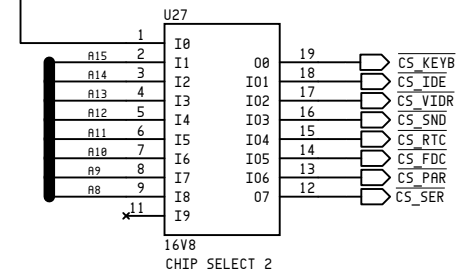 U27
1 I0 O0 19 CS_KEYB
A15 2 I1 IO1 18 CS_IDE
A14 3 I2 IO2 17 CS_VIDR
A13 4 I3 IO3 16 CS_SND
A12 5 I4 IO4 15 CS_RTC
A11 6 I5 IO5 14 CS_FDC
A10 7 I6 IO6 13 CS_PAR
A9 8 I7 O7 12 CS_SER
A8 9 I8
11 I9
16V8
CHIP SELECT 2